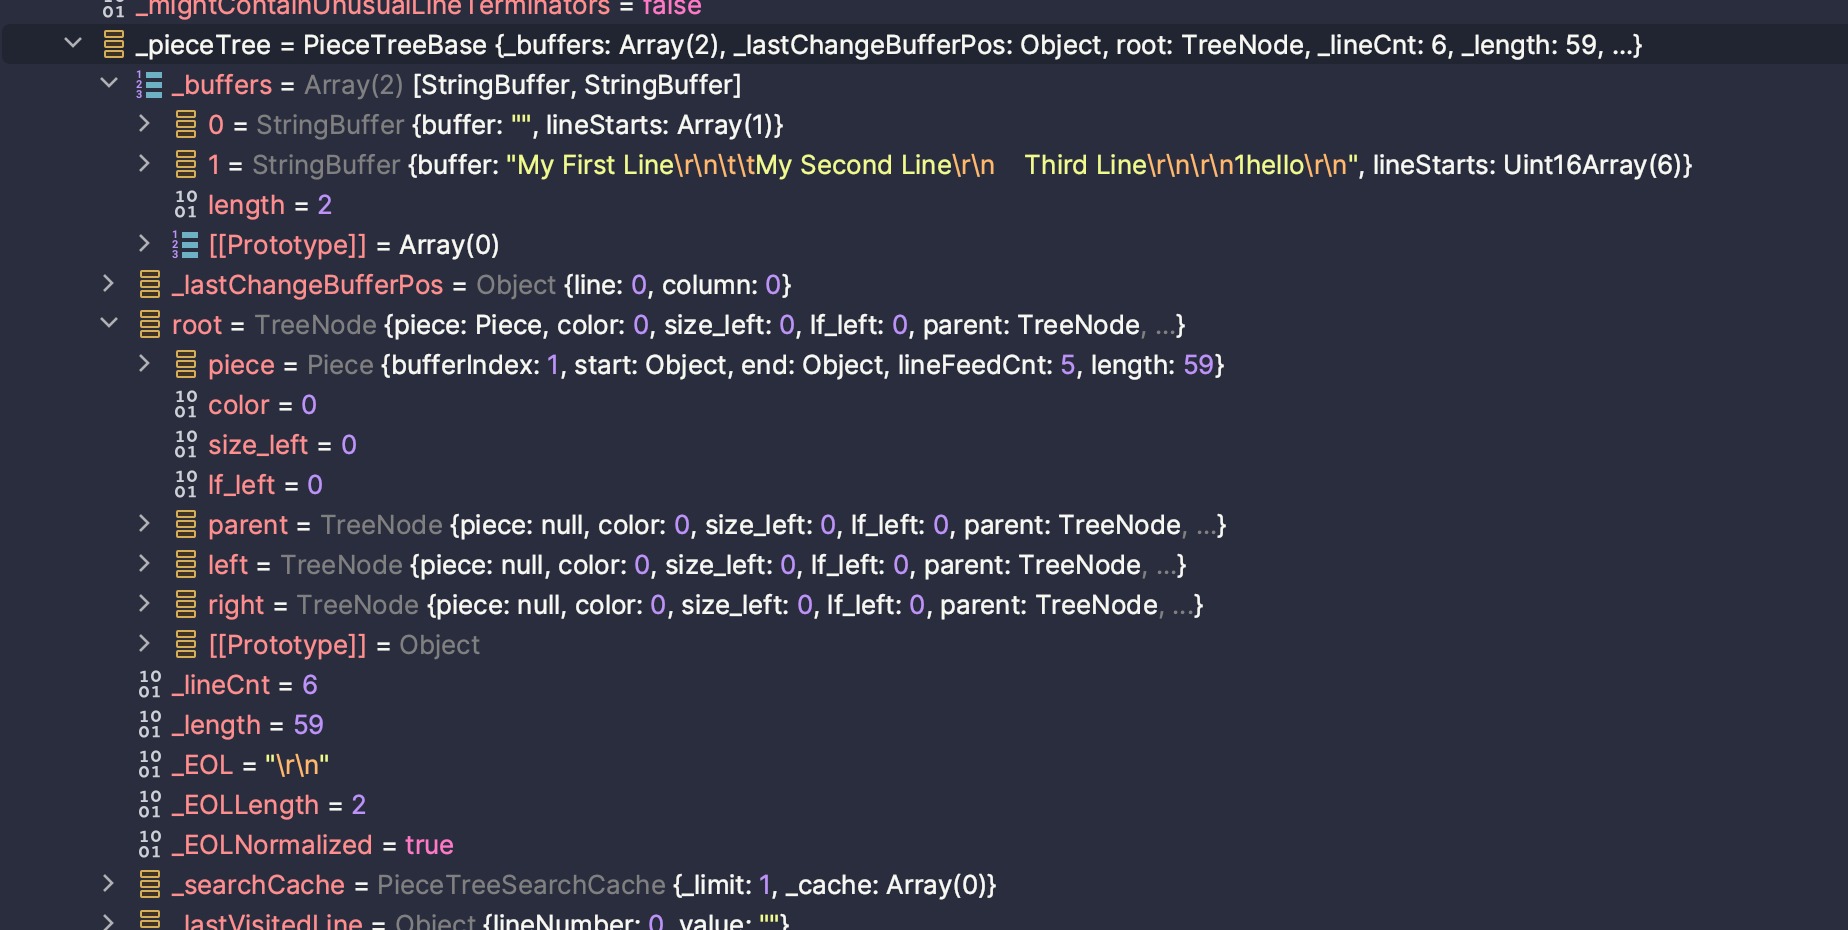 _mightContainUnusualLineTerminators = false
_pieceTree = PieceTreeBase {_buffers: Array(2), _lastChangeBufferPos: Object, root: TreeNode, _lineCnt: 6, _length: 59, ...}
_buffers = Array(2) [StringBuffer, StringBuffer]
0 = StringBuffer {buffer: "", lineStarts: Array(1)}
1 = StringBuffer {buffer: "My First Line\r\n\t\tMy Second Line\r\n    Third Line\r\n\r\n1hello\r\n", lineStarts: Uint16Array(6)}
length = 2
[[Prototype]] = Array(0)
_lastChangeBufferPos = Object {line: 0, column: 0}
root = TreeNode {piece: Piece, color: 0, size_left: 0, lf_left: 0, parent: TreeNode, ...}
piece = Piece {bufferIndex: 1, start: Object, end: Object, lineFeedCnt: 5, length: 59}
color = 0
size_left = 0
lf_left = 0
parent = TreeNode {piece: null, color: 0, size_left: 0, lf_left: 0, parent: TreeNode, ...}
left = TreeNode {piece: null, color: 0, size_left: 0, lf_left: 0, parent: TreeNode, ...}
right = TreeNode {piece: null, color: 0, size_left: 0, lf_left: 0, parent: TreeNode, ...}
[[Prototype]] = Object
_lineCnt = 6
_length = 59
_EOL = "\r\n"
_EOLLength = 2
_EOLNormalized = true
_searchCache = PieceTreeSearchCache {_limit: 1, _cache: Array(0)}
_lastVisitedLine = Object {lineNumber: 0, value: ""}